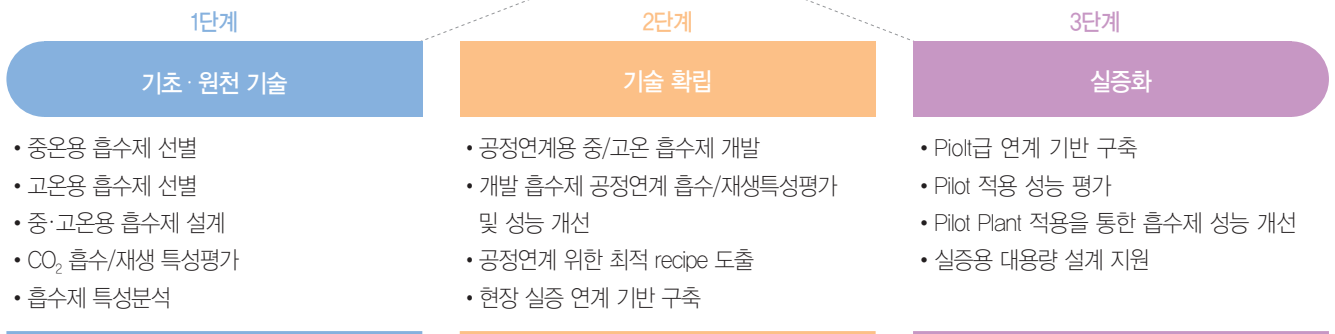 1단계
기초 · 원천 기술
• 중온용 흡수제 선별
• 고온용 흡수제 선별
• 중·고온용 흡수제 설계
• CO₂ 흡수/재생 특성평가
• 흡수제 특성분석
2단계
기술 확립
• 공정연계용 중/고온 흡수제 개발
• 개발 흡수제 공정연계 흡수/재생특성평가
및 성능 개선
• 공정연계 위한 최적 recipe 도출
• 현장 실증 연계 기반 구축
3단계
실증화
• Piolt급 연계 기반 구축
• Pilot 적용 성능 평가
• Pilot Plant 적용을 통한 흡수제 성능 개선
• 실증용 대용량 설계 지원